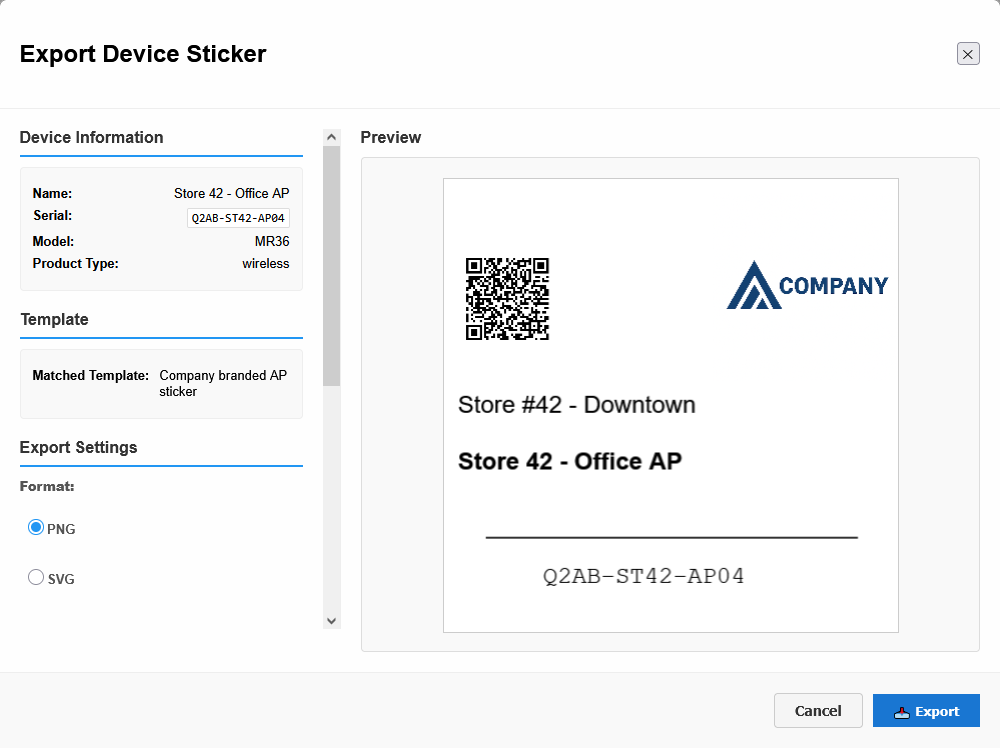 Export Device Sticker
Device Information
Name: Store 42 - Office AP
Serial: Q2AB-ST42-AP04
Model: MR36
Product Type: wireless
Template
Matched Template: Company branded AP
sticker
Export Settings
Format:
PNG
SVG
Preview
COMPANY
Store #42 - Downtown
Store 42 - Office AP
Q2AB-ST42-AP04
Cancel
Export